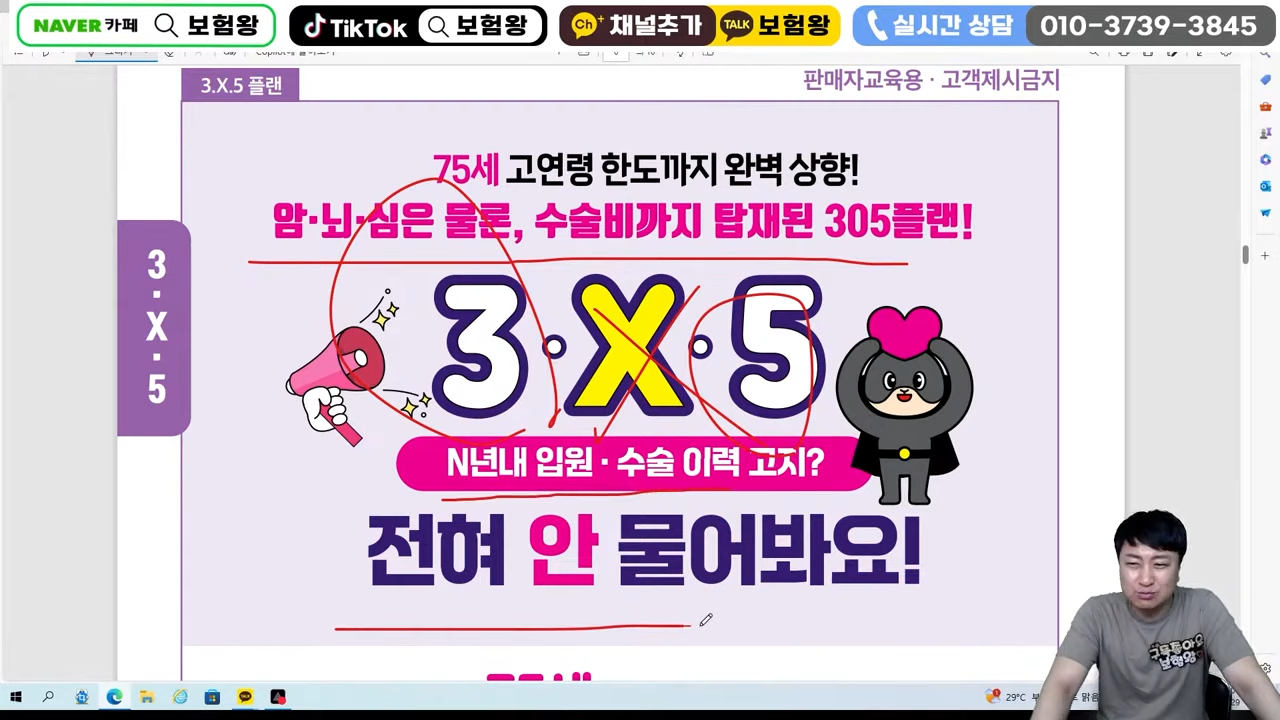 NAVER 카페 보험왕
TikTok 보험왕
Ch+ 채널추가 TALK 보험왕
실시간 상담 010-3739-3845
3.X.5 플랜
판매자교육용 · 고객제시금지
75세 고연령 한도까지 완벽 상향!
암·뇌·심은 물론, 수술비까지 탑재된 305플랜!
3·X·5
3·X·5
N년내 입원·수술 이력 고지?
전혀 안 물어봐요!
29°C